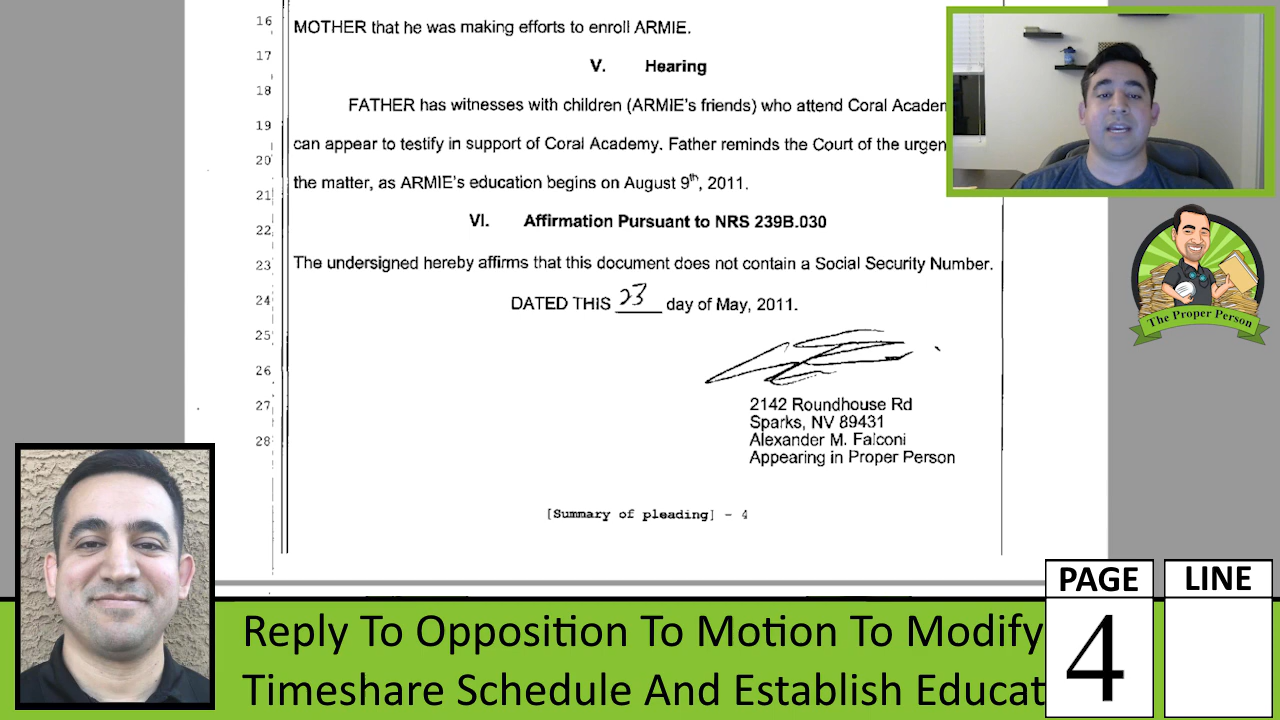 16 MOTHER that he was making efforts to enroll ARMIE.
17 V. Hearing
18 FATHER has witnesses with children (ARMIE's friends) who attend Coral
19 can appear to testify in support of Coral Academy. Father reminds the Court of the
20
21 the matter, as ARMIE's education begins on August 9th, 2011.
22 VI. Affirmation Pursuant to NRS 239B.030
23 The undersigned hereby affirms that this document does not contain a Social Security Number.
24 DATED THIS 23 day of May, 2011.
25
26
27 2142 Roundhouse Rd
Sparks, NV 89431
28 Alexander M. Falconi
Appearing in Proper Person
[Summary of pleading] - 4
The Proper Person
Reply To Opposition To Motion To Modify
Timeshare Schedule And Establish Educat
PAGE
4
LINE